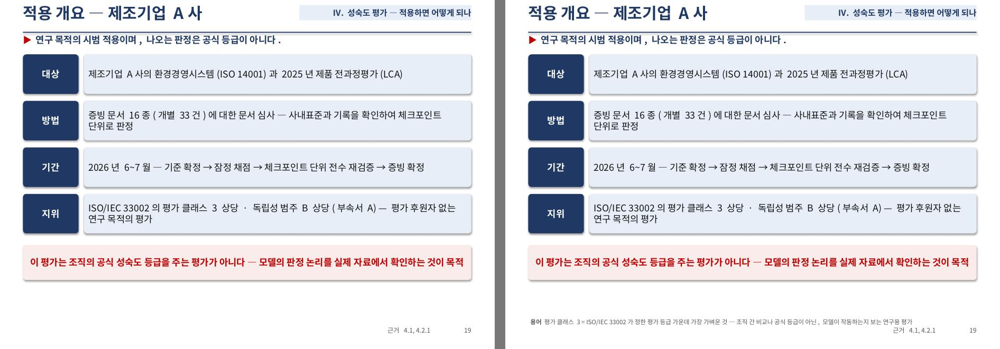 적용 개요 — 제조기업 A 사
IV. 성숙도 평가 — 적용하면 어떻게 되나
▶ 연구 목적의 시범 적용이며 , 나오는 판정은 공식 등급이 아니다 .
대상
제조기업 A 사의 환경경영시스템 (ISO 14001) 과 2025 년 제품 전과정평가 (LCA)
방법
증빙 문서 16 종 ( 개별 33 건 ) 에 대한 문서 심사 — 사내표준과 기록을 확인하여 체크포인트
단위로 판정
기간
2026 년 6~7 월 — 기준 확정 → 잠정 채점 → 체크포인트 단위 전수 재검증 → 증빙 확정
지위
ISO/IEC 33002 의 평가 클래스 3 상당 · 독립성 범주 B 상당 ( 부속서 A) — 평가 후원자 없는
연구 목적의 평가
이 평가는 조직의 공식 성숙도 등급을 주는 평가가 아니다 — 모델의 판정 논리를 실제 자료에서 확인하는 것이 목적
근거 4.1, 4.2.1
19
적용 개요 — 제조기업 A 사
IV. 성숙도 평가 — 적용하면 어떻게 되나
▶ 연구 목적의 시범 적용이며 , 나오는 판정은 공식 등급이 아니다 .
대상
제조기업 A 사의 환경경영시스템 (ISO 14001) 과 2025 년 제품 전과정평가 (LCA)
방법
증빙 문서 16 종 ( 개별 33 건 ) 에 대한 문서 심사 — 사내표준과 기록을 확인하여 체크포인트
단위로 판정
기간
2026 년 6~7 월 — 기준 확정 → 잠정 채점 → 체크포인트 단위 전수 재검증 → 증빙 확정
지위
ISO/IEC 33002 의 평가 클래스 3 상당 · 독립성 범주 B 상당 ( 부속서 A) — 평가 후원자 없는
연구 목적의 평가
이 평가는 조직의 공식 성숙도 등급을 주는 평가가 아니다 — 모델의 판정 논리를 실제 자료에서 확인하는 것이 목적
용어 평가 클래스 3 = ISO/IEC 33002 가 정한 평가 등급 가운데 가장 가벼운 것 — 조직 간 비교나 공식 등급이 아닌 , 모델이 작동하는지 보는 연구용 평가
근거 4.1, 4.2.1
19